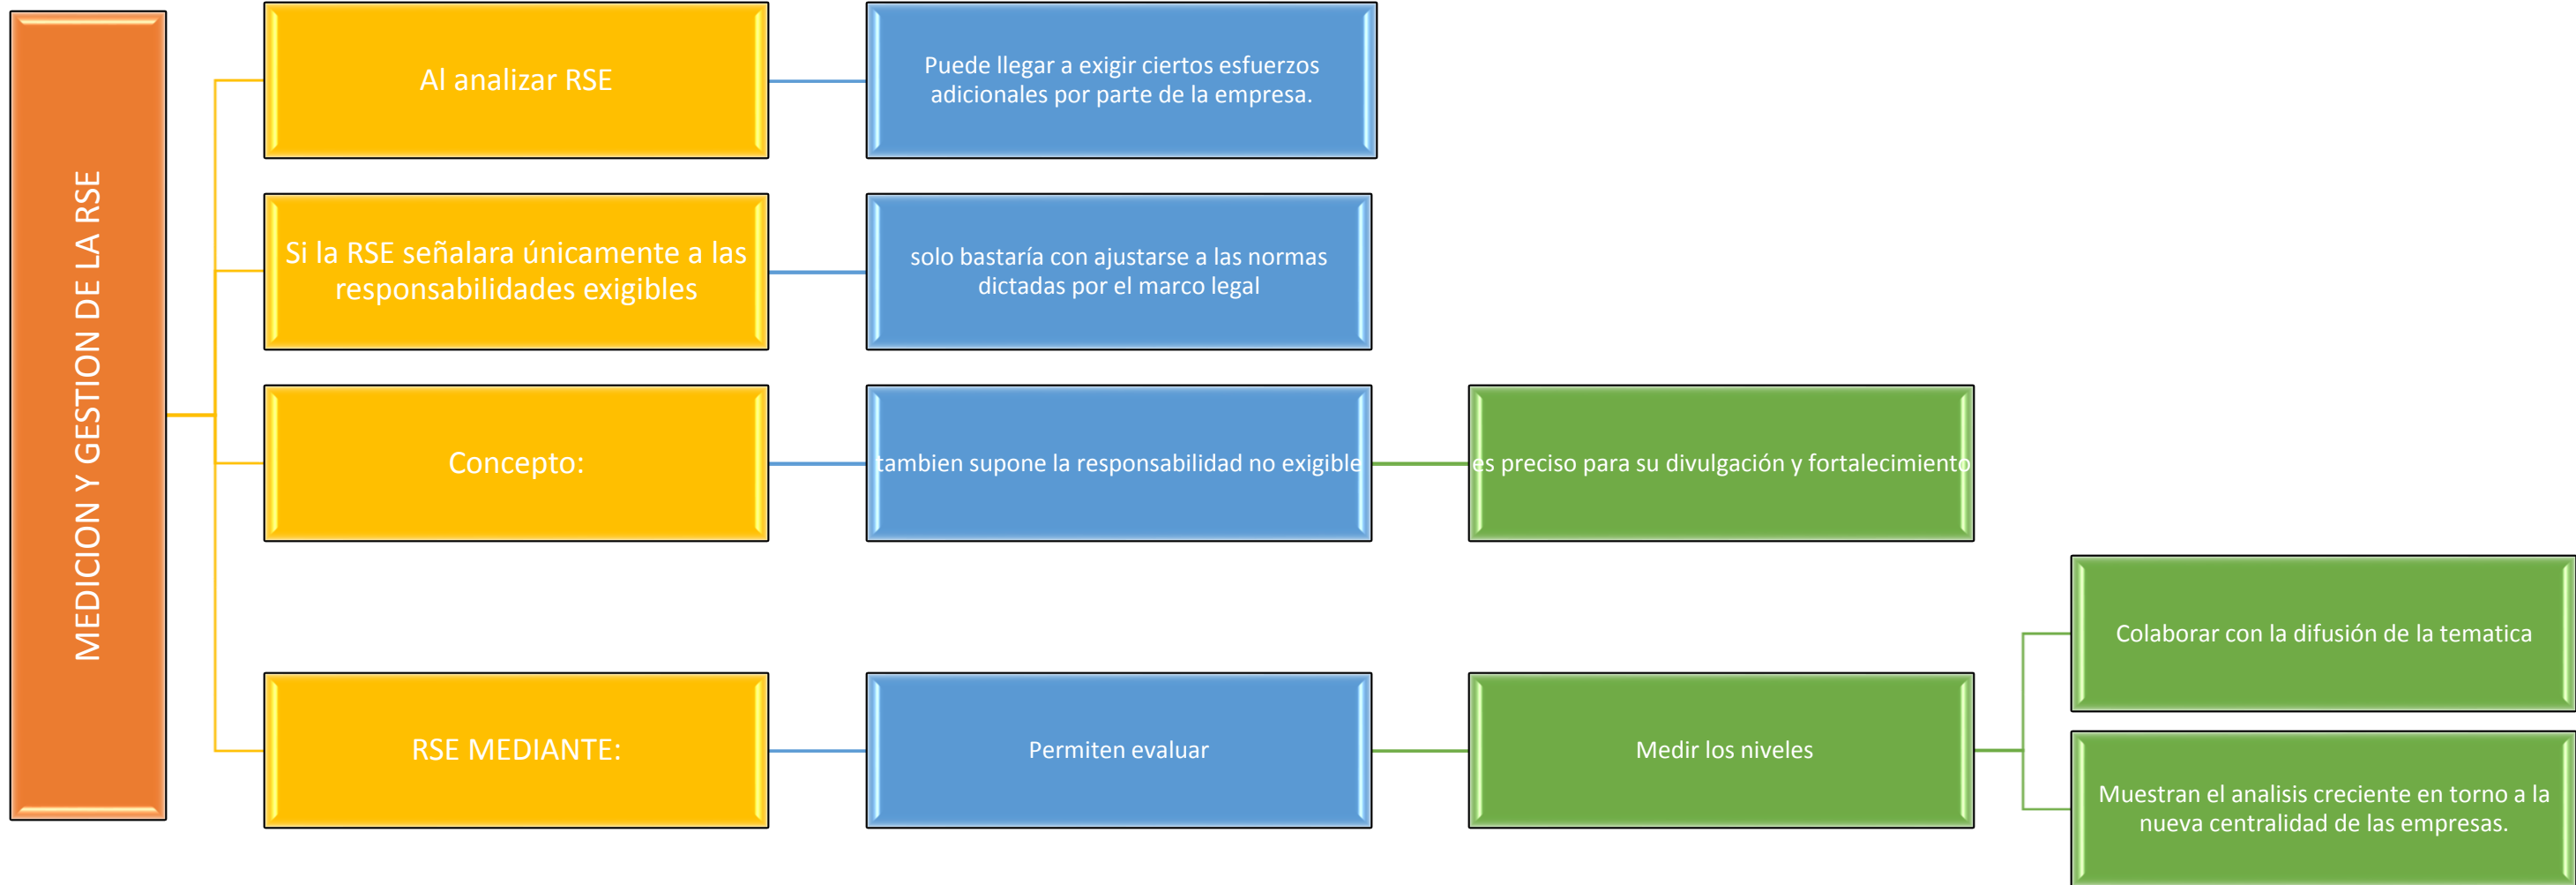 MEDICION Y GESTION DE LA RSE
Al analizar RSE
Puede llegar a exigir ciertos esfuerzos
adicionales por parte de la empresa.
Si la RSE señalara únicamente a las
responsabilidades exigibles
solo bastaría con ajustarse a las normas
dictadas por el marco legal
Concepto:
tambien supone la responsabilidad no exigible
es preciso para su divulgación y fortalecimiento
RSE MEDIANTE:
Permiten evaluar
Medir los niveles
Colaborar con la difusión de la tematica
Muestran el analisis creciente en torno a la
nueva centralidad de las empresas.